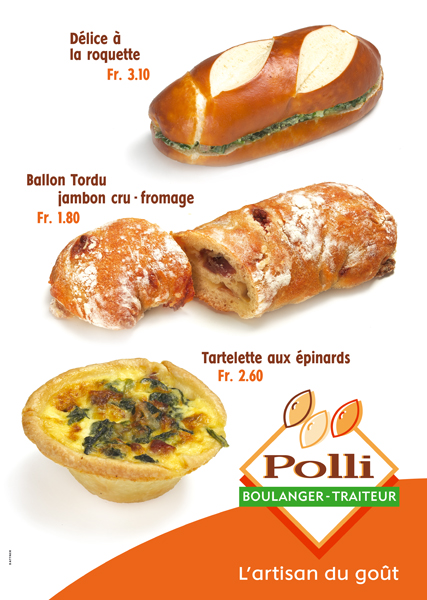 Délice à
la roquette
Fr. 3.10
Ballon Tordu
jambon cru · fromage
Fr. 1.80
Tartelette aux épinards
Fr. 2.60
Polli
BOULANGER-TRAITEUR
L'artisan du goût